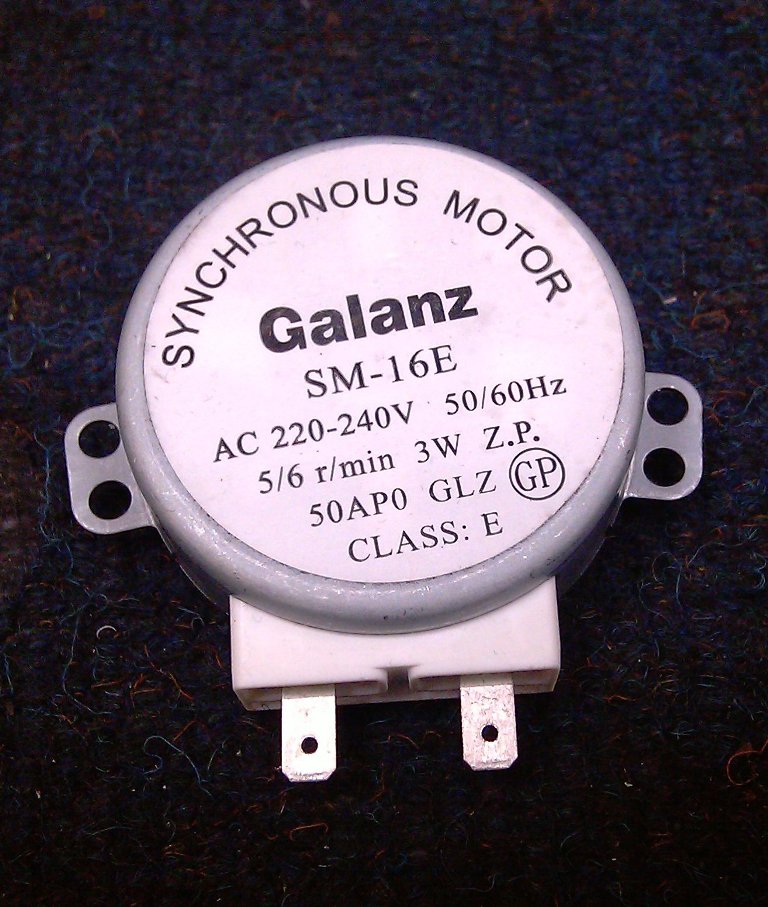 SYNCHRONOUS MOTOR
Galanz
SM-16E
AC 220-240V 50/60Hz
5/6 r/min 3W Z.P.
50AP0 GLZ GP
CLASS: E